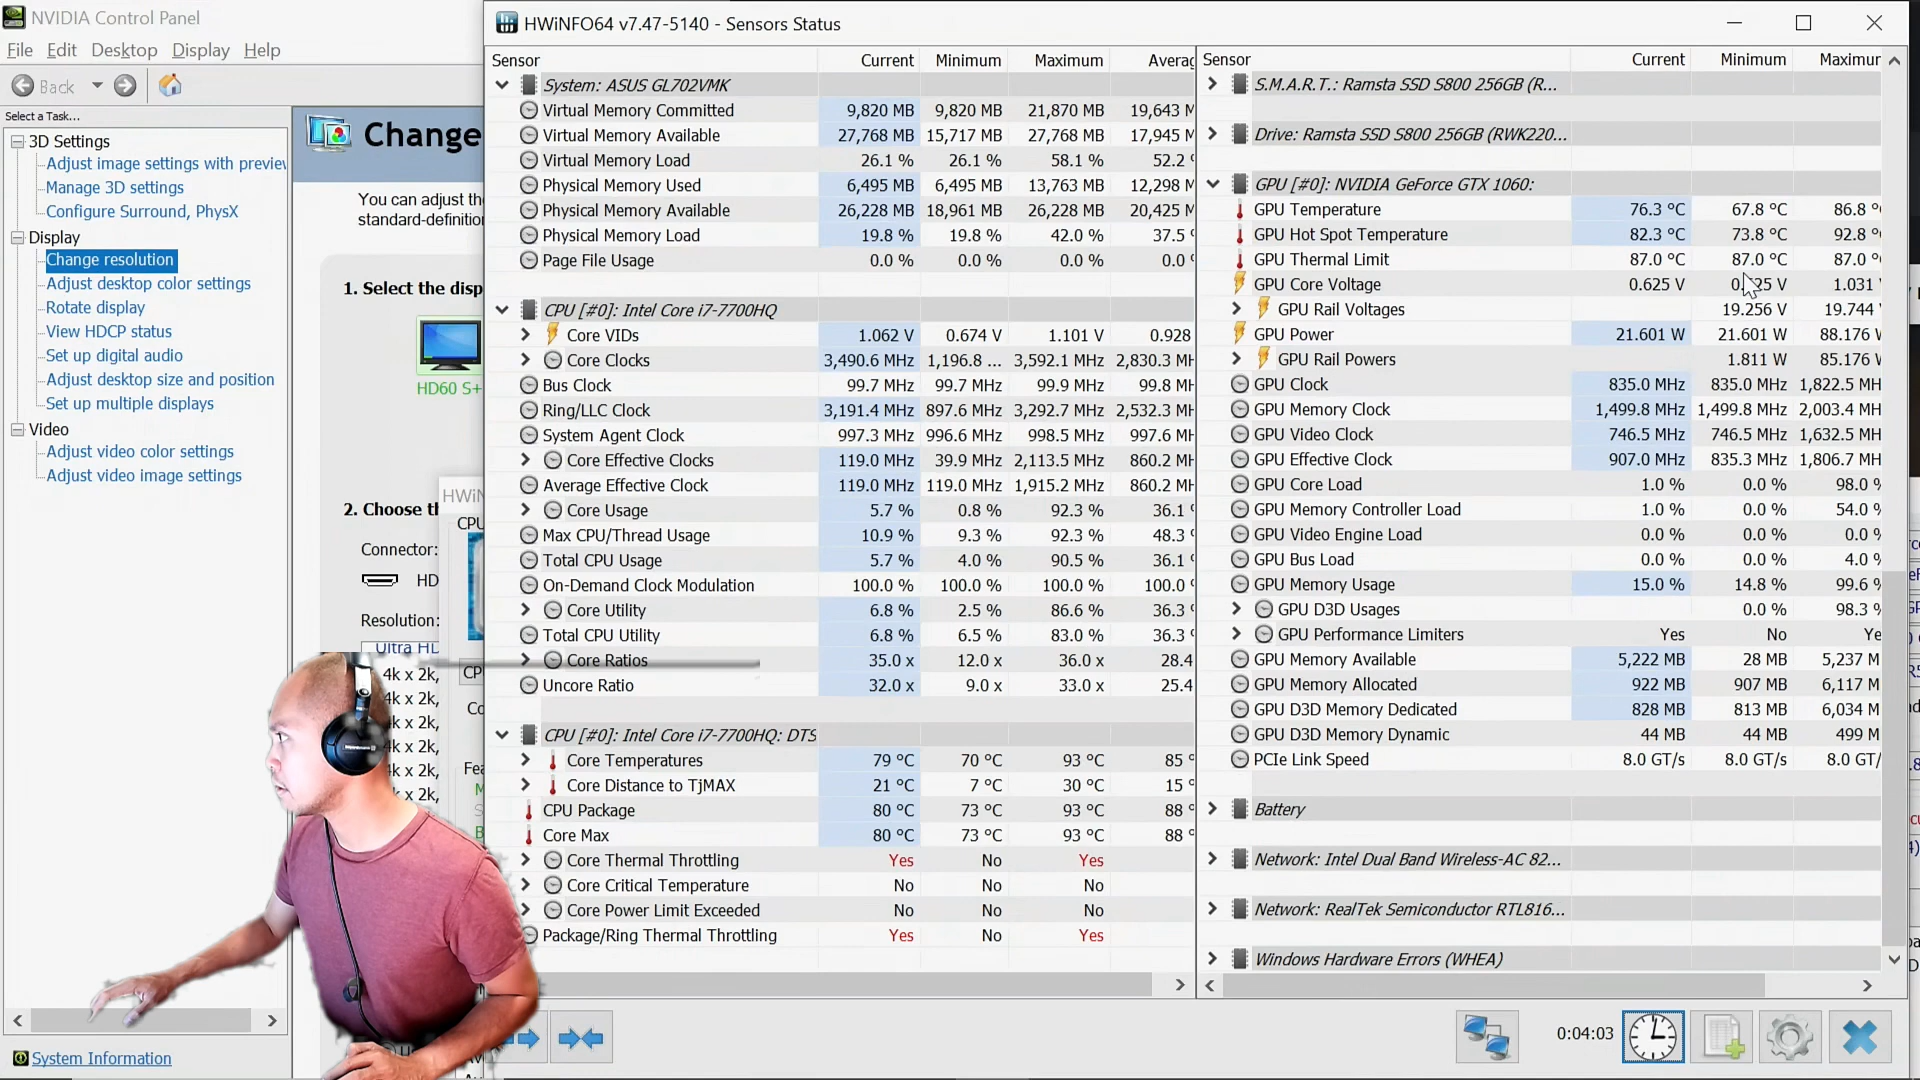 NVIDIA Control Panel
File Edit Desktop Display Help
Back
Select a Task...
3D Settings
Adjust image settings with preview
Manage 3D settings
Configure Surround, PhysX
Display
Change resolution
Adjust desktop color settings
Rotate display
View HDCP status
Set up digital audio
Adjust desktop size and position
Set up multiple displays
Video
Adjust video color settings
Adjust video image settings
System Information
Change
You can adjust the
standard-definition
1. Select the disp
HD60 S+
2. Choose th
Connector:
HD
Resolution:
Ultra HD
4k x 2k,
4k x 2k,
4k x 2k,
4k x 2k,
4k x 2k,
k x 2k,
HWiN
CPU
CP
Co
Fea
HWiNFO64 v7.47-5140 - Sensors Status
Sensor Current Minimum Maximum Averag
System: ASUS GL702VMK
Virtual Memory Committed 9,820 MB 9,820 MB 21,870 MB 19,643 M
Virtual Memory Available 27,768 MB 15,717 MB 27,768 MB 17,945 M
Virtual Memory Load 26.1 % 26.1 % 58.1 % 52.2
Physical Memory Used 6,495 MB 6,495 MB 13,763 MB 12,298 M
Physical Memory Available 26,228 MB 18,961 MB 26,228 MB 20,425 M
Physical Memory Load 19.8 % 19.8 % 42.0 % 37.5
Page File Usage 0.0 % 0.0 % 0.0 % 0.0
CPU [#0]: Intel Core i7-7700HQ
Core VIDs 1.062 V 0.674 V 1.101 V 0.928
Core Clocks 3,490.6 MHz 1,196.8 ... 3,592.1 MHz 2,830.3 MH
Bus Clock 99.7 MHz 99.7 MHz 99.9 MHz 99.8 MH
Ring/LLC Clock 3,191.4 MHz 897.6 MHz 3,292.7 MHz 2,532.3 MH
System Agent Clock 997.3 MHz 996.6 MHz 998.5 MHz 997.6 MH
Core Effective Clocks 119.0 MHz 39.9 MHz 2,113.5 MHz 860.2 MH
Average Effective Clock 119.0 MHz 119.0 MHz 1,915.2 MHz 860.2 MH
Core Usage 5.7 % 0.8 % 92.3 % 36.1
Max CPU/Thread Usage 10.9 % 9.3 % 92.3 % 48.3
Total CPU Usage 5.7 % 4.0 % 90.5 % 36.1
On-Demand Clock Modulation 100.0 % 100.0 % 100.0 % 100.0
Core Utility 6.8 % 2.5 % 86.6 % 36.3
Total CPU Utility 6.8 % 6.5 % 83.0 % 36.3
Core Ratios 35.0 x 12.0 x 36.0 x 28.4
Uncore Ratio 32.0 x 9.0 x 33.0 x 25.4
CPU [#0]: Intel Core i7-7700HQ: DTS
Core Temperatures 79 °C 70 °C 93 °C 85 °
Core Distance to TjMAX 21 °C 7 °C 30 °C 15 °
CPU Package 80 °C 73 °C 93 °C 88 °
Core Max 80 °C 73 °C 93 °C 88 °
Core Thermal Throttling Yes No Yes
Core Critical Temperature No No No
Core Power Limit Exceeded No No No
Package/Ring Thermal Throttling Yes No Yes
Sensor Current Minimum Maximur
S.M.A.R.T.: Ramsta SSD S800 256GB (R...
Drive: Ramsta SSD S800 256GB (RWK220...
GPU [#0]: NVIDIA GeForce GTX 1060:
GPU Temperature 76.3 °C 67.8 °C 86.8 °
GPU Hot Spot Temperature 82.3 °C 73.8 °C 92.8 °
GPU Thermal Limit 87.0 °C 87.0 °C 87.0 °
GPU Core Voltage 0.625 V 1.031
GPU Rail Voltages 19.256 V 19.744
GPU Power 21.601 W 21.601 W 88.176 W
GPU Rail Powers 1.811 W 85.176 W
GPU Clock 835.0 MHz 835.0 MHz 1,822.5 MH
GPU Memory Clock 1,499.8 MHz 1,499.8 MHz 2,003.4 MH
GPU Video Clock 746.5 MHz 746.5 MHz 1,632.5 MH
GPU Effective Clock 907.0 MHz 835.3 MHz 1,806.7 MH
GPU Core Load 1.0 % 0.0 % 98.0 %
GPU Memory Controller Load 1.0 % 0.0 % 54.0 %
GPU Video Engine Load 0.0 % 0.0 % 0.0 %
GPU Bus Load 0.0 % 0.0 % 4.0 %
GPU Memory Usage 15.0 % 14.8 % 99.6 %
GPU D3D Usages 0.0 % 98.3 %
GPU Performance Limiters Yes No Ye
GPU Memory Available 5,222 MB 28 MB 5,237 M
GPU Memory Allocated 922 MB 907 MB 6,117 M
GPU D3D Memory Dedicated 828 MB 813 MB 6,034 M
GPU D3D Memory Dynamic 44 MB 44 MB 499 M
PCIe Link Speed 8.0 GT/s 8.0 GT/s 8.0 GT/
Battery
Network: Intel Dual Band Wireless-AC 82...
Network: RealTek Semiconductor RTL816...
Windows Hardware Errors (WHEA)
0:04:03